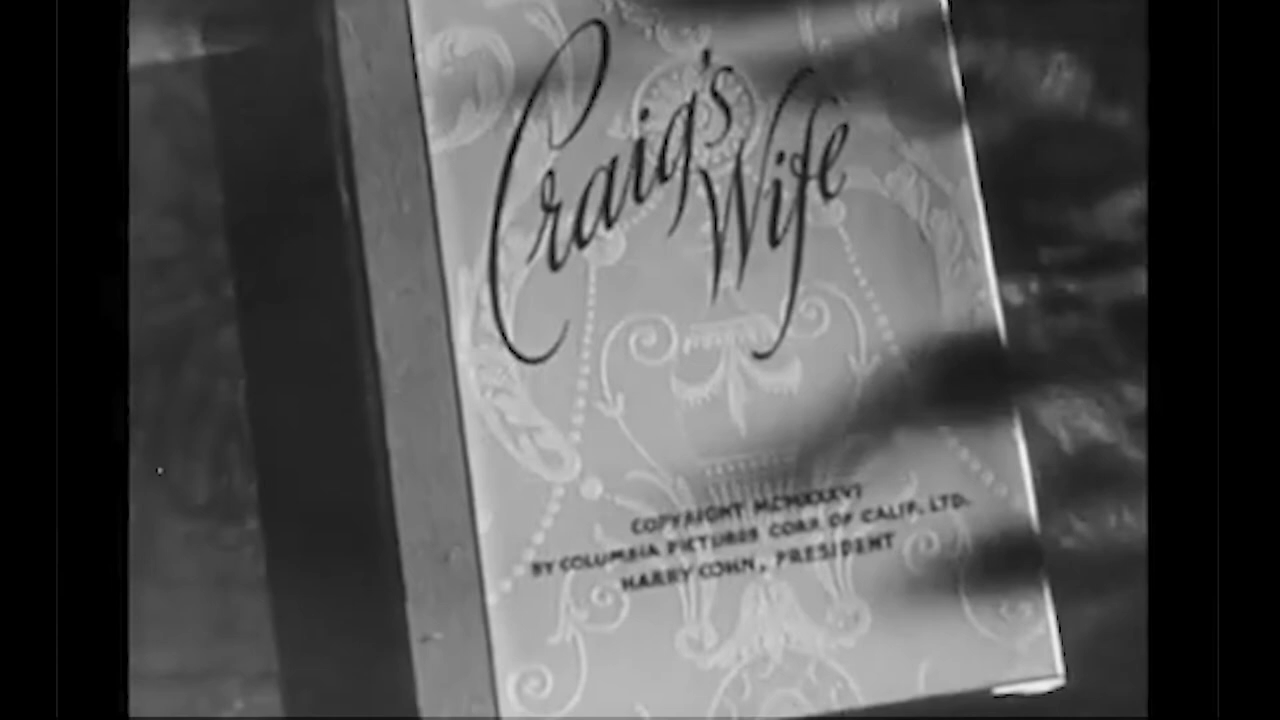 Craig's
Wife
COPYRIGHT MCMXXXVI
BY COLUMBIA PICTURES CORP. OF CALIF. LTD.
HARRY COHN, PRESIDENT